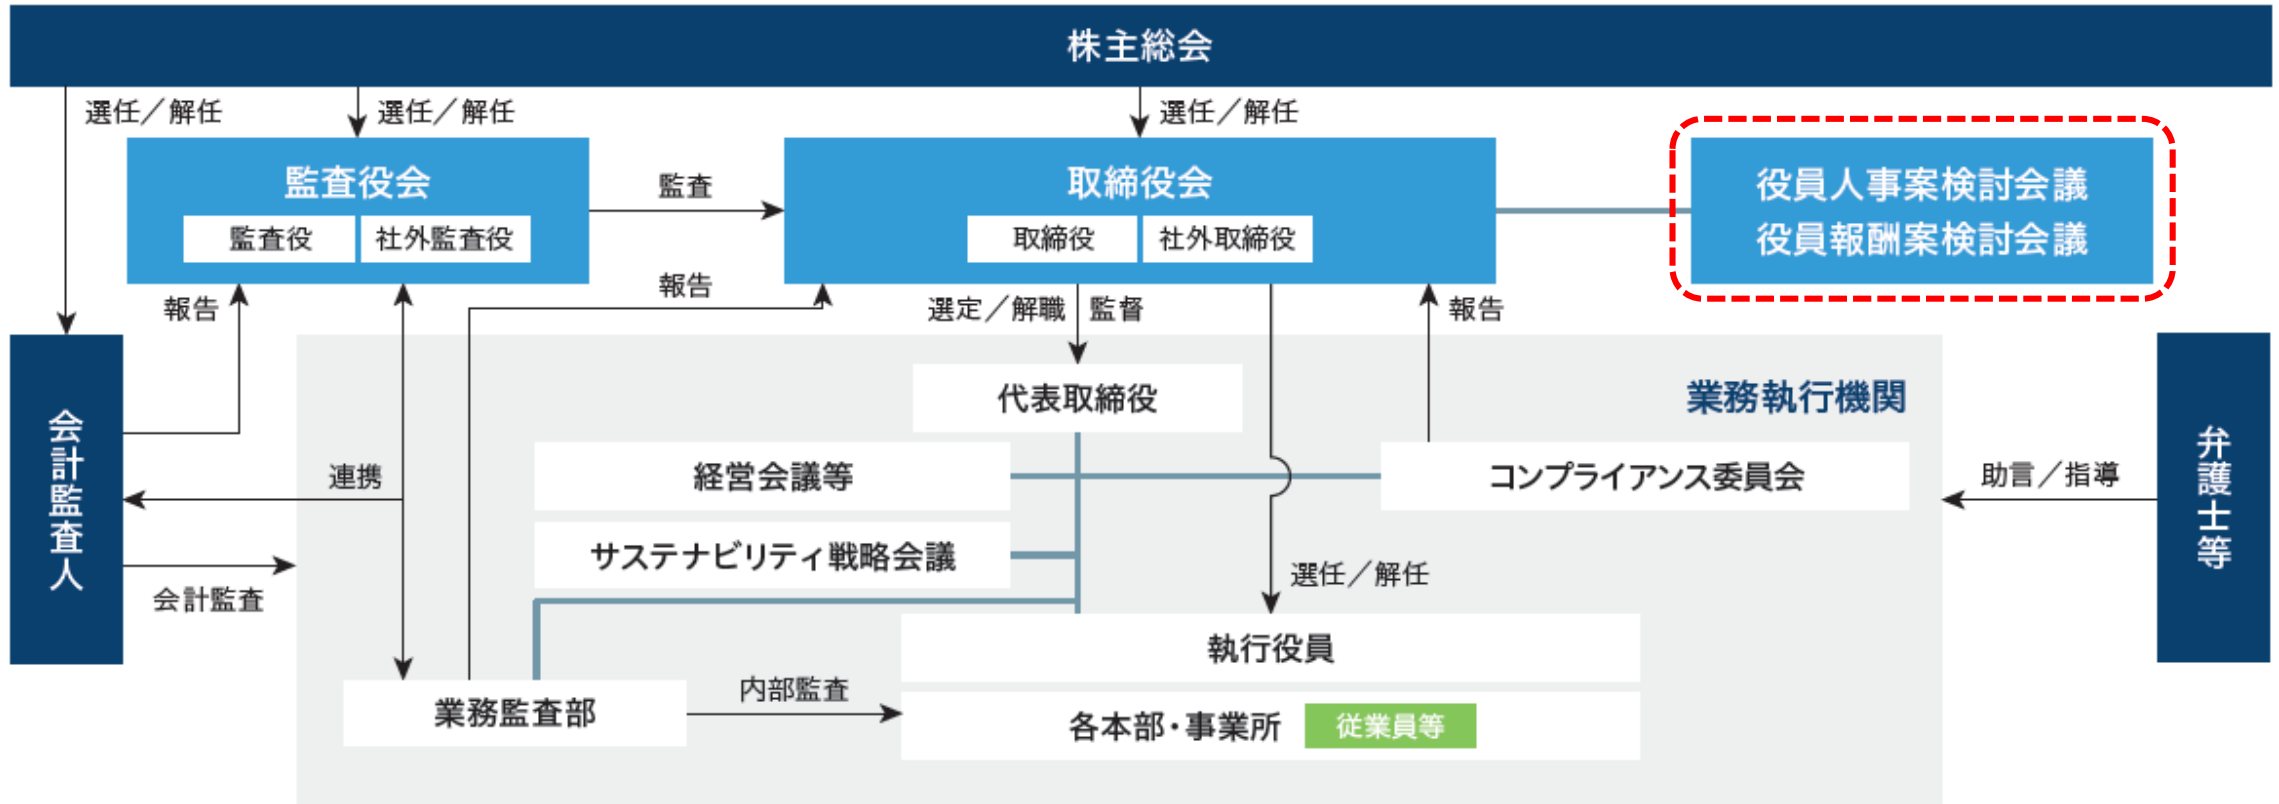 株主総会
選任／解任
選任／解任
選任／解任
監査役会
監査役
社外監査役
監査
取締役会
取締役
社外取締役
役員人事案検討会議
役員報酬案検討会議
報告
報告
選定／解職
監督
報告
会計監査人
代表取締役
業務執行機関
弁護士等
連携
経営会議等
コンプライアンス委員会
助言／指導
サステナビリティ戦略会議
選任／解任
会計監査
執行役員
業務監査部
内部監査
各本部・事業所
従業員等